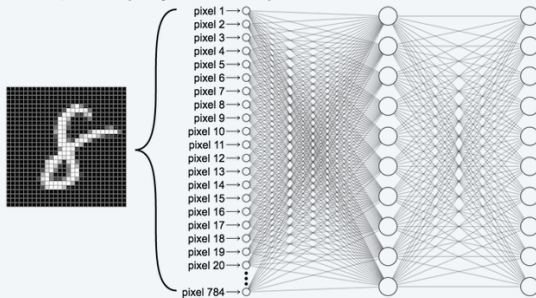 pixel 1
pixel 2
pixel 3
pixel 4
pixel 5
pixel 6
pixel 7
pixel 8
pixel 9
pixel 10
pixel 11
pixel 12
pixel 13
pixel 14
pixel 15
pixel 16
pixel 17
pixel 18
pixel 19
pixel 20
pixel 784
8